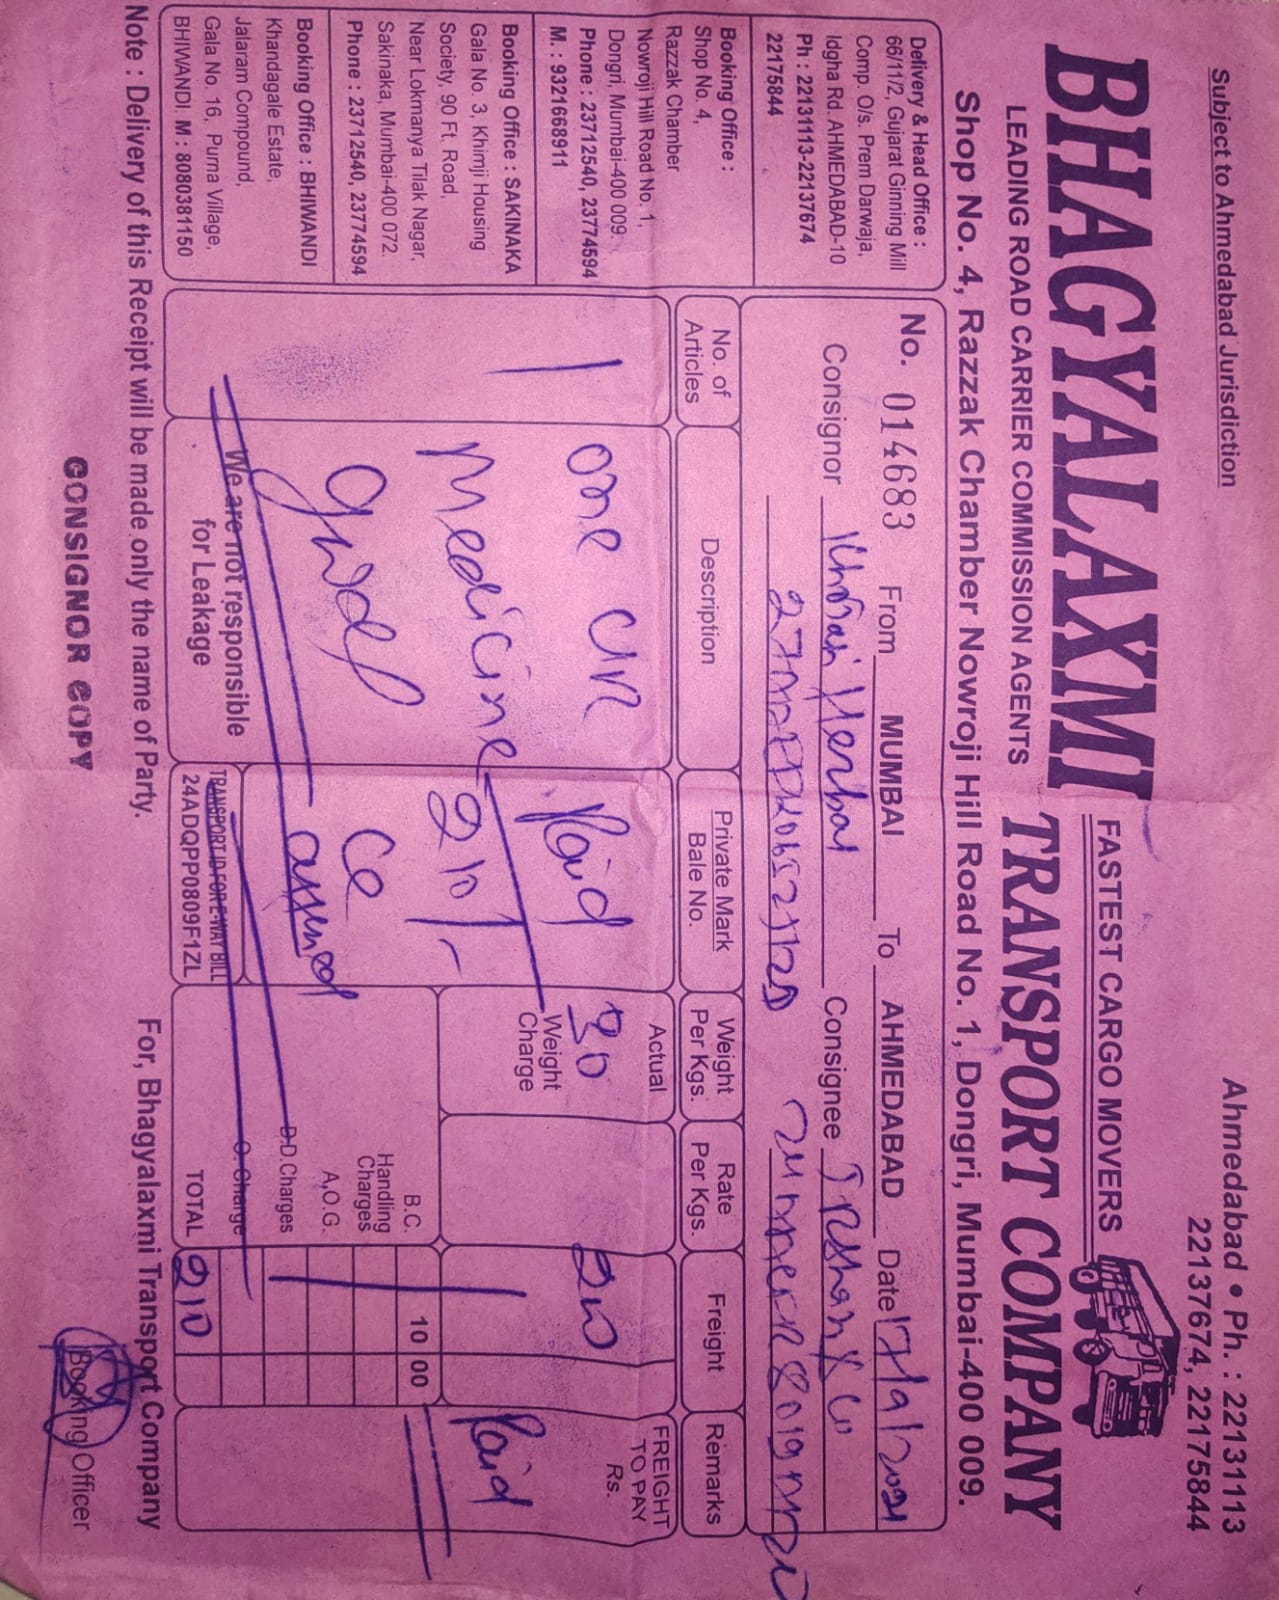 Subject to Ahmedabad Jurisdiction
Ahmedabad • Ph. : 22131113
22137674, 22175844
BHAGYALAXMI TRANSPORT COMPANY
FASTEST CARGO MOVERS
LEADING ROAD CARRIER COMMISSION AGENTS
Shop No. 4, Razzak Chamber Nowroji Hill Road No. 1, Dongri, Mumbai-400 009.
Delivery & Head Office :
66/11/2, Gujarat Ginning Mill
Comp. O/s. Prem Darwaja,
Idgha Rd. AHMEDABAD-10
Ph : 22131113-22137674
22175844
Booking Office :
Shop No. 4,
Razzak Chamber
Nowroji Hill Road No. 1,
Dongri, Mumbai-400 009.
Phone : 23712540, 23774594
M. : 9321668911
Booking Office : SAKINAKA
Gala No. 3, Khimji Housing
Society, 90 Ft. Road,
Near Lokmanya Tilak Nagar,
Sakinaka, Mumbai-400 072.
Phone : 23712540, 23774594
Booking Office : BHIWANDI
Khandagale Estate,
Jalaram Compound,
Gala No. 16, Purna Village,
BHIWANDI. M : 8080381150
No. 014683 From MUMBAI To AHMEDABAD Date 17/9/2021
Consignor Herbal Consignee
No. of Articles
Description
Private Mark
Bale No.
Weight Per Kgs.
Rate Per Kgs.
Freight
Remarks
1
one
Medicine
Paid
210/-
Actual
30
Weight Charge
200
FREIGHT TO PAY Rs.
Paid
B.C. 10 00
Handling Charges
A,O.G.
D.D.Charges
O. Charge
TOTAL 210
We are not responsible
for Leakage
TRANSPORT ID FOR E-WAY BILL
24ADQPP0809F1ZL
Note : Delivery of this Receipt will be made only the name of Party.
For, Bhagyalaxmi Transport Company
CONSIGNOR COPY
Booking Officer